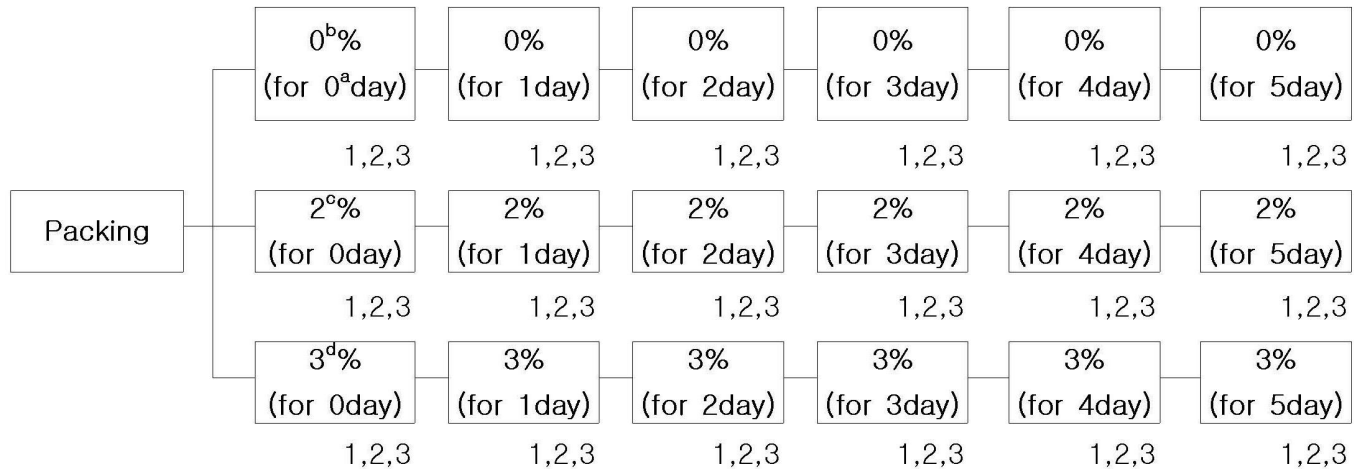 0ᵇ% 0% 0% 0% 0% 0%
(for 0ᵃday) (for 1day) (for 2day) (for 3day) (for 4day) (for 5day)
1,2,3 1,2,3 1,2,3 1,2,3 1,2,3 1,2,3
Packing
2ᶜ% 2% 2% 2% 2% 2%
(for 0day) (for 1day) (for 2day) (for 3day) (for 4day) (for 5day)
1,2,3 1,2,3 1,2,3 1,2,3 1,2,3 1,2,3
3ᵈ% 3% 3% 3% 3% 3%
(for 0day) (for 1day) (for 2day) (for 3day) (for 4day) (for 5day)
1,2,3 1,2,3 1,2,3 1,2,3 1,2,3 1,2,3